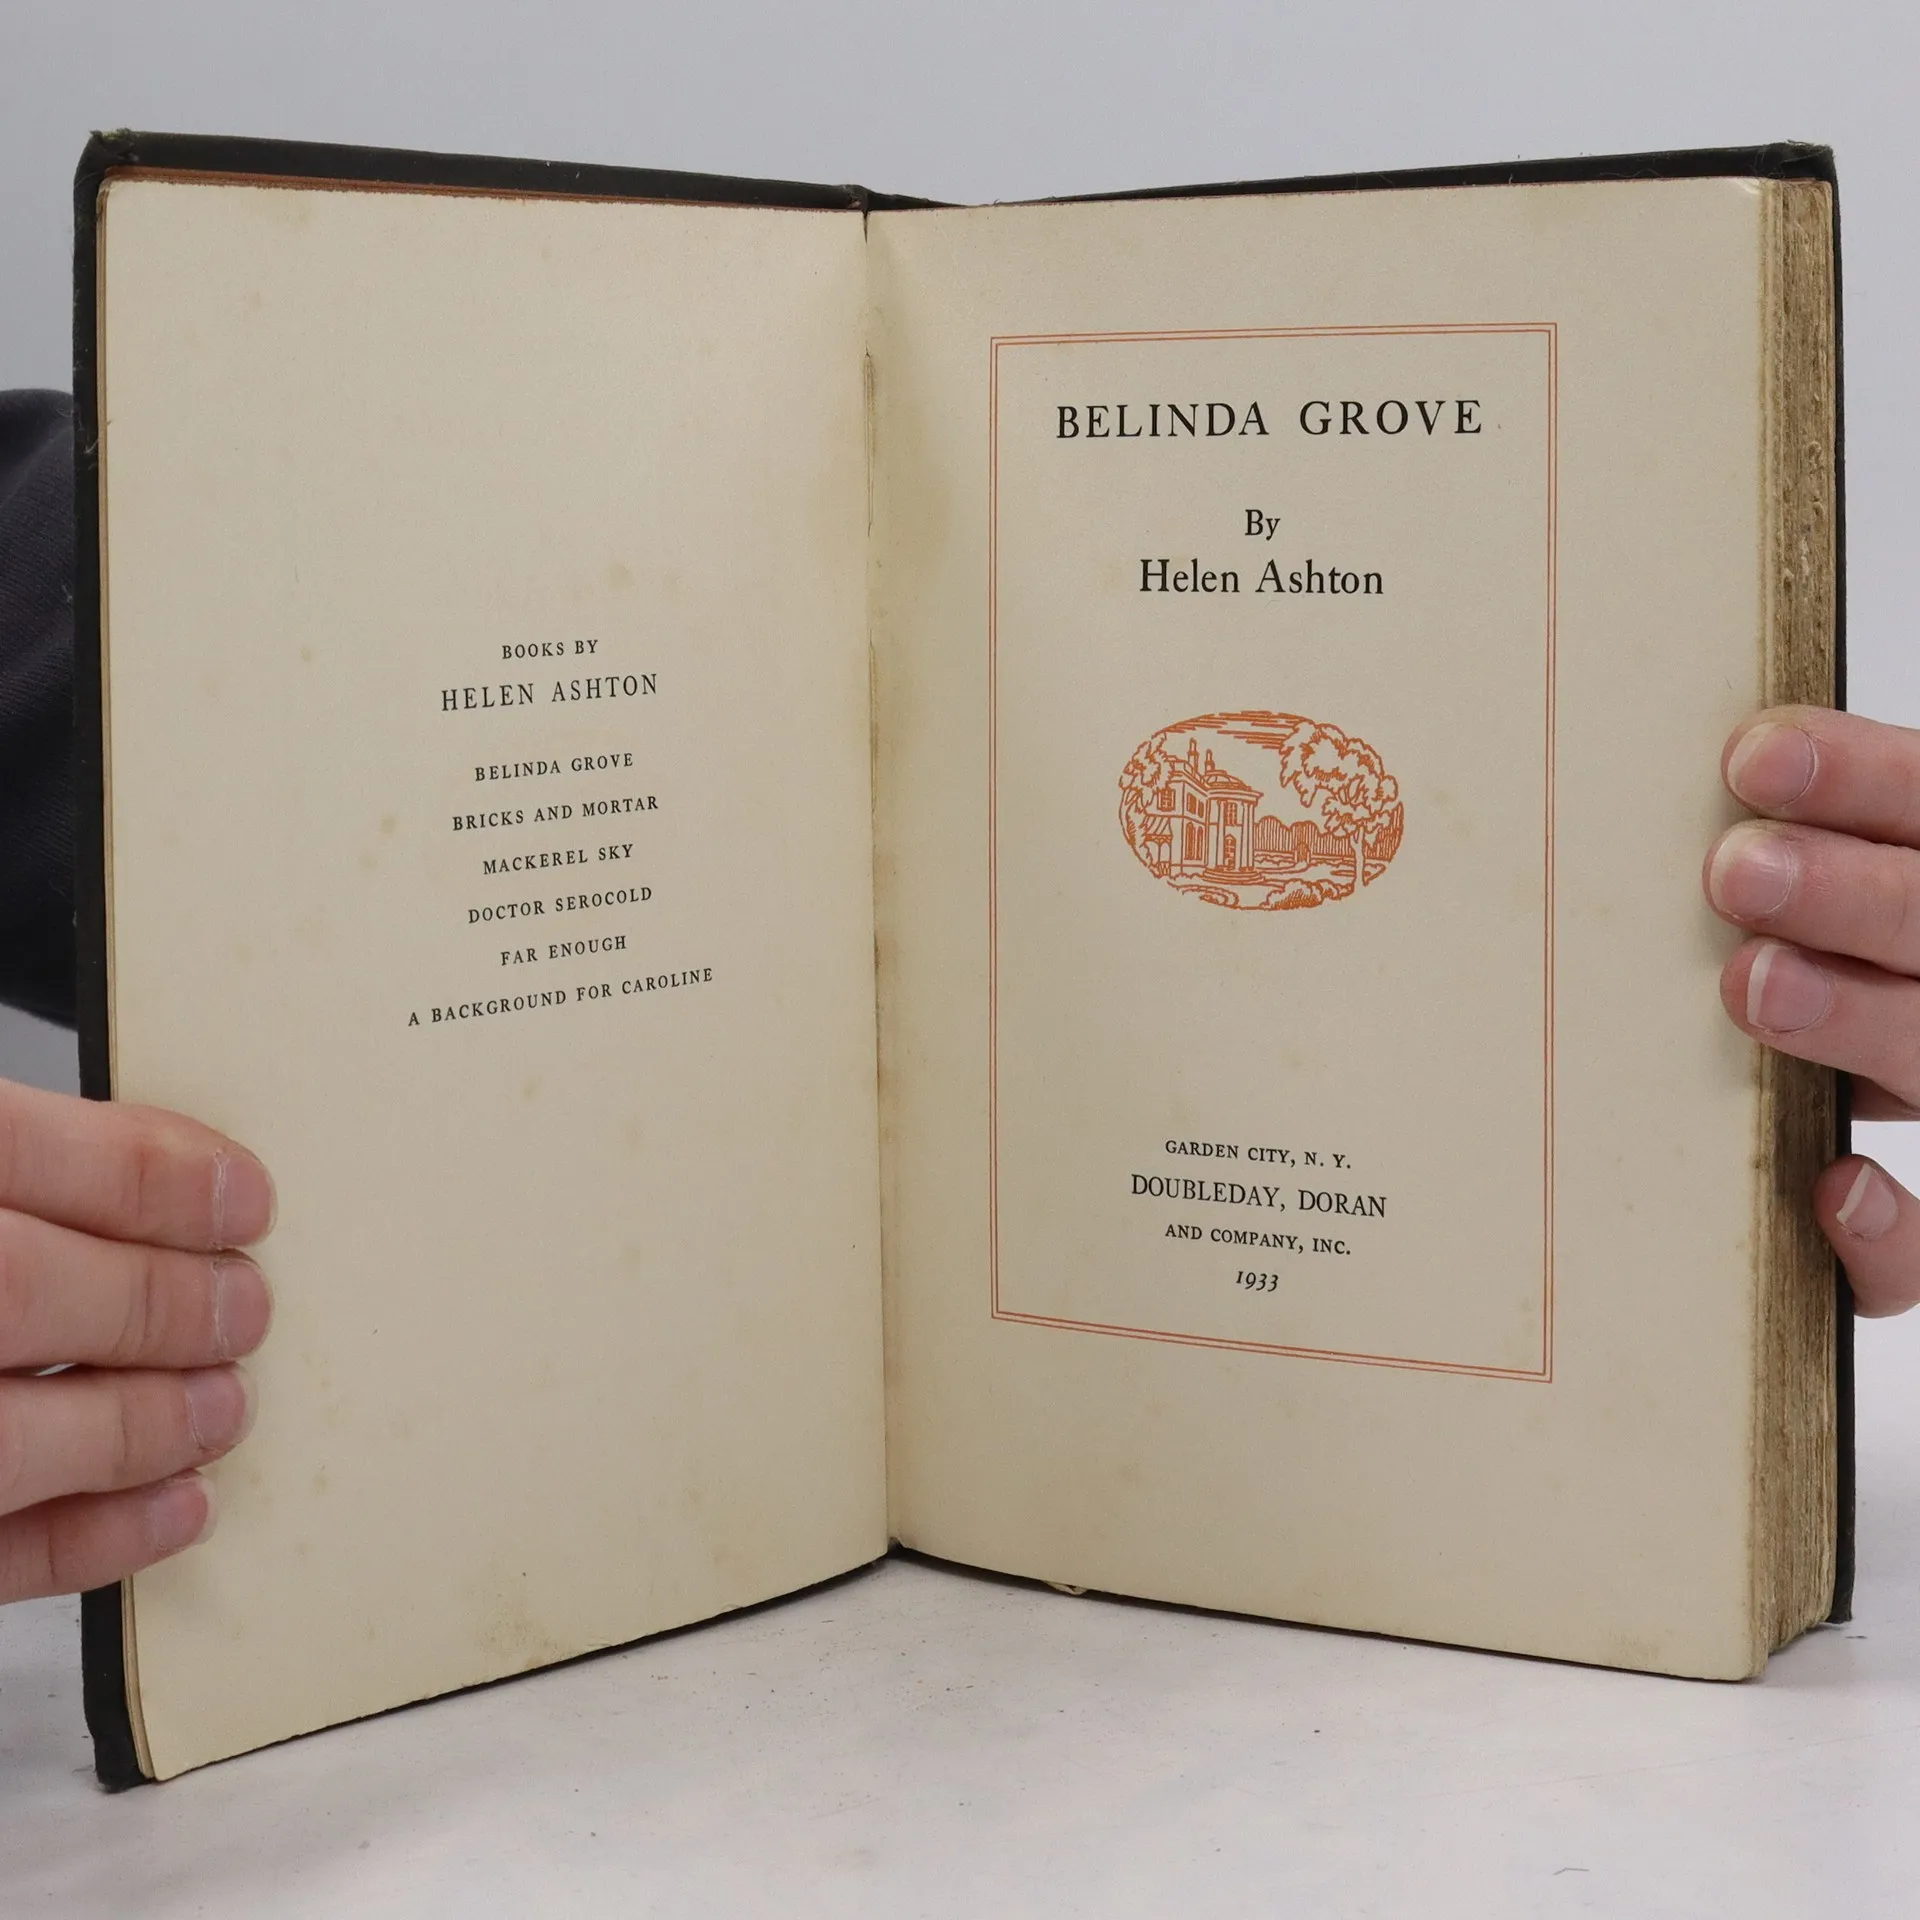 BOOKS BY
HELEN ASHTON
BELINDA GROVE
BRICKS AND MORTAR
MACKEREL SKY
DOCTOR SEROCOLD
FAR ENOUGH
A BACKGROUND FOR CAROLINE
BELINDA GROVE
By
Helen Ashton
GARDEN CITY, N. Y.
DOUBLEDAY, DORAN
AND COMPANY, INC.
1933